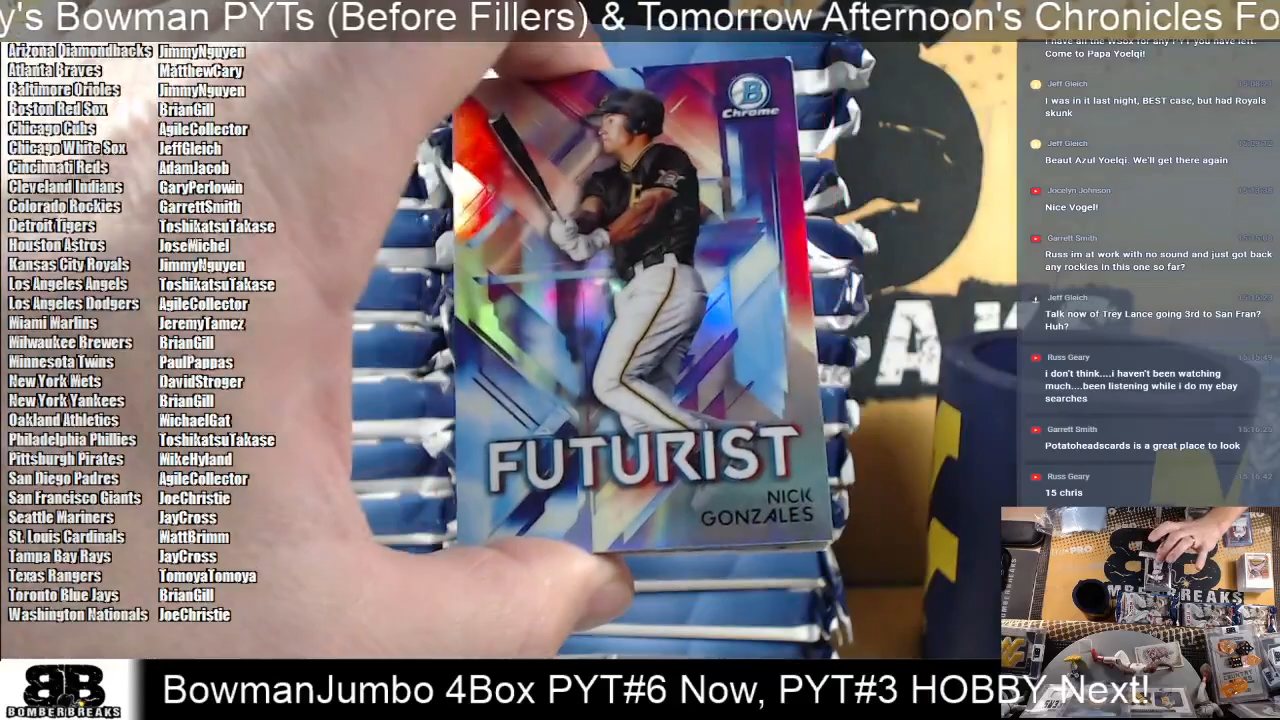 y's Bowman PYTs (Before Fillers) & Tomorrow Afternoon's Chronicles Fo
Arizona Diamondbacks JimmyNguyen
Atlanta Braves MatthewCary
Baltimore Orioles JimmyNguyen
Boston Red Sox BrianGill
Chicago Cubs AgileCollector
Chicago White Sox JeffGleich
Cincinnati Reds AdamJacob
Cleveland Indians GaryPerlowin
Colorado Rockies GarrettSmith
Detroit Tigers ToshikatsuTakase
Houston Astros JoseMichel
Kansas City Royals JimmyNguyen
Los Angeles Angels ToshikatsuTakase
Los Angeles Dodgers AgileCollector
Miami Marlins JeremyTamez
Milwaukee Brewers BrianGill
Minnesota Twins PaulPappas
New York Mets DavidStroger
New York Yankees BrianGill
Oakland Athletics MichaelGat
Philadelphia Phillies ToshikatsuTakase
Pittsburgh Pirates MikeHyland
San Diego Padres AgileCollector
San Francisco Giants JoeChristie
Seattle Mariners JayCross
St. Louis Cardinals MattBrimm
Tampa Bay Rays JayCross
Texas Rangers TomoyaTomoya
Toronto Blue Jays BrianGill
Washington Nationals JoeChristie
B
Chrome
FUTURIST
NICK
GONZALES
I have all the WSox for any PYT you have left.
Come to Papa Yoelqi!
Jeff Gleich
I was in it last night, BEST case, but had Royals
skunk
Jeff Gleich
Beaut Azul Yoelqi. We'll get there again
Jocelyn Johnson
Nice Vogel!
Garrett Smith
Russ im at work with no sound and just got back
any rockies in this one so far?
Jeff Gleich
Talk now of Trey Lance going 3rd to San Fran?
Huh?
Russ Geary 15:15:49
i don't think....i haven't been watching
much....been listening while i do my ebay
searches
Garrett Smith 15:16:25
Potatoheadscards is a great place to look
Russ Geary 15:16:42
15 chris
BB
BOMBERBREAKS
BowmanJumbo 4Box PYT#6 Now, PYT#3 HOBBY Next!